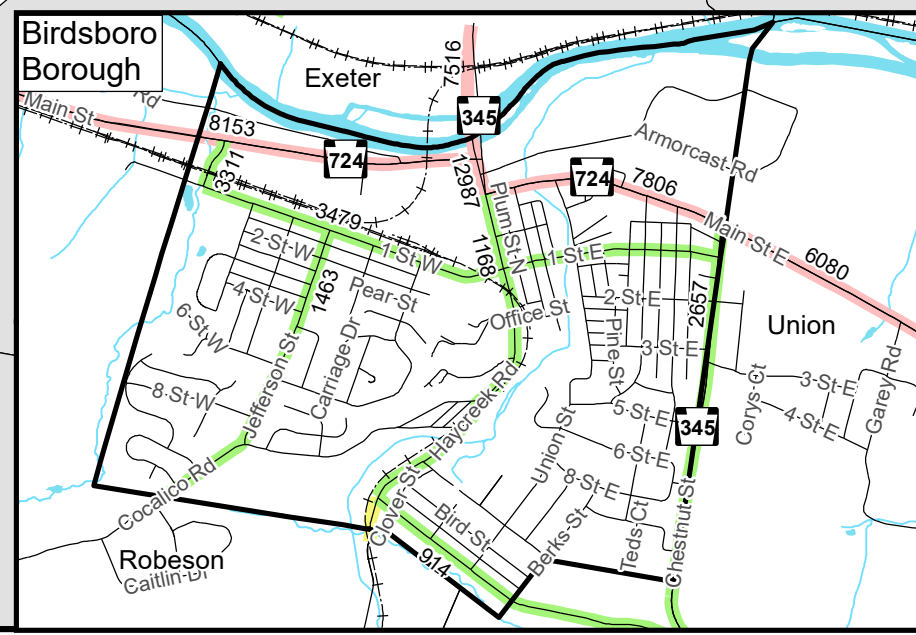 Birdsboro
Borough
Exeter
7516
345
Rd
Main-St
8153
724
3311
12987
Armorcast-Rd
724
7806
3479
Plum-St-N
Main-St-E
6080
2-St-W
1-St-W
1168
1-St-E
1463
4-St-W
Pear-St
Office-St
2-St-E
2657
Union
6-St-W
Pine-St
3-St-E
Jefferson-St
Carriage-Dr
8-St-W
Haycreek-Rd
Corys-Ct
3-St-E
Garey-Rd
4-St-E
5-St-E
345
Union-St
6-St-E
8-St-E
Cocalico-Rd
Clover-St
Bird-St
Berks-St
Teds-Ct
Chestnut-St
914
Robeson
Caitlin-Dr